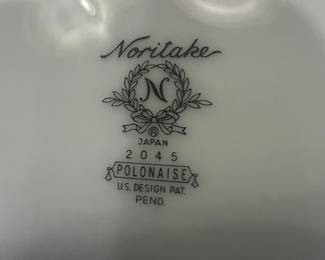 Noritake
N
®
JAPAN
2045
POLONAISE
U.S. DESIGN PAT.
PEND.